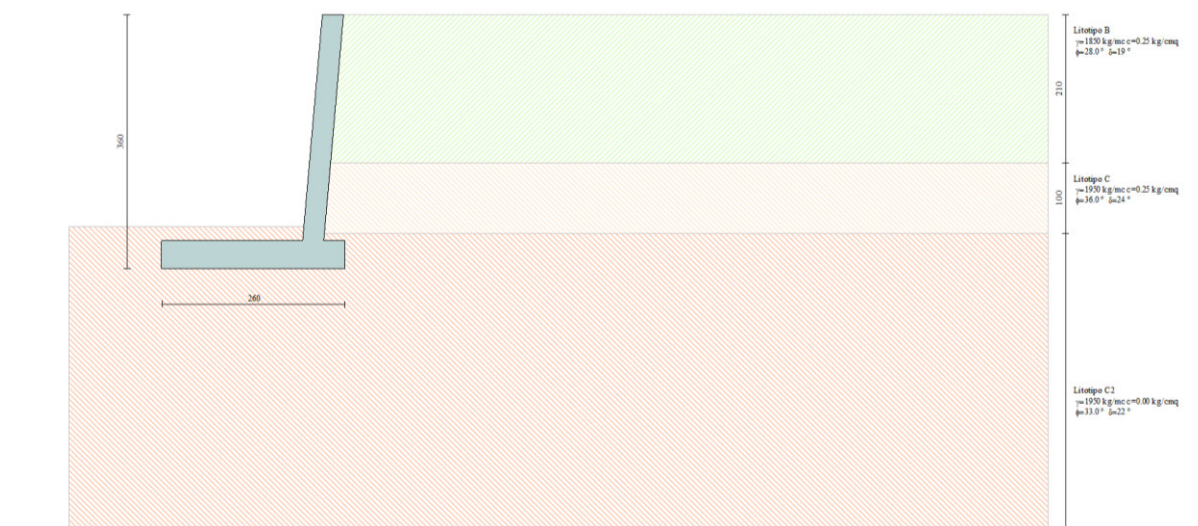 360
260
210
100
Litotipo B
γ=1850 kg/mc c=0.25 kg/cmq
ϕ=28.0 ° δ=19 °
Litotipo C
γ=1950 kg/mc c=0.25 kg/cmq
ϕ=36.0 ° δ=24 °
Litotipo C2
γ=1950 kg/mc c=0.00 kg/cmq
ϕ=33.0 ° δ=22 °